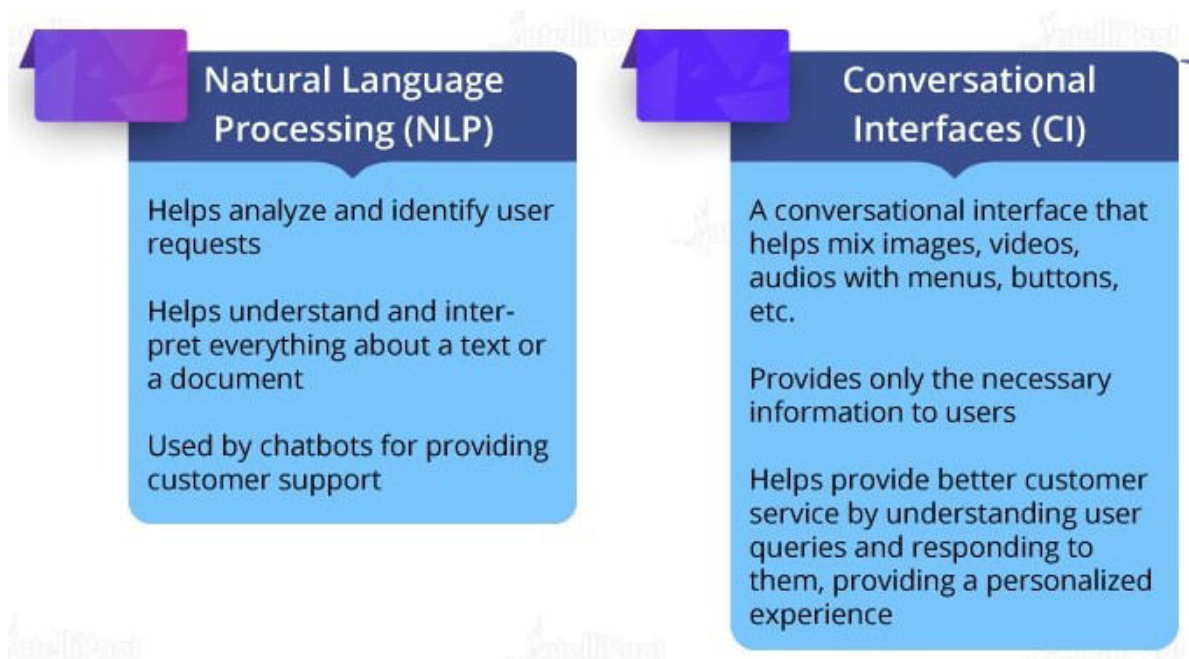 Natural Language
Processing (NLP)
Helps analyze and identify user
requests
Helps understand and inter-
pret everything about a text or
a document
Used by chatbots for providing
customer support
Conversational
Interfaces (CI)
A conversational interface that
helps mix images, videos,
audios with menus, buttons,
etc.
Provides only the necessary
information to users
Helps provide better customer
service by understanding user
queries and responding to
them, providing a personalized
experience